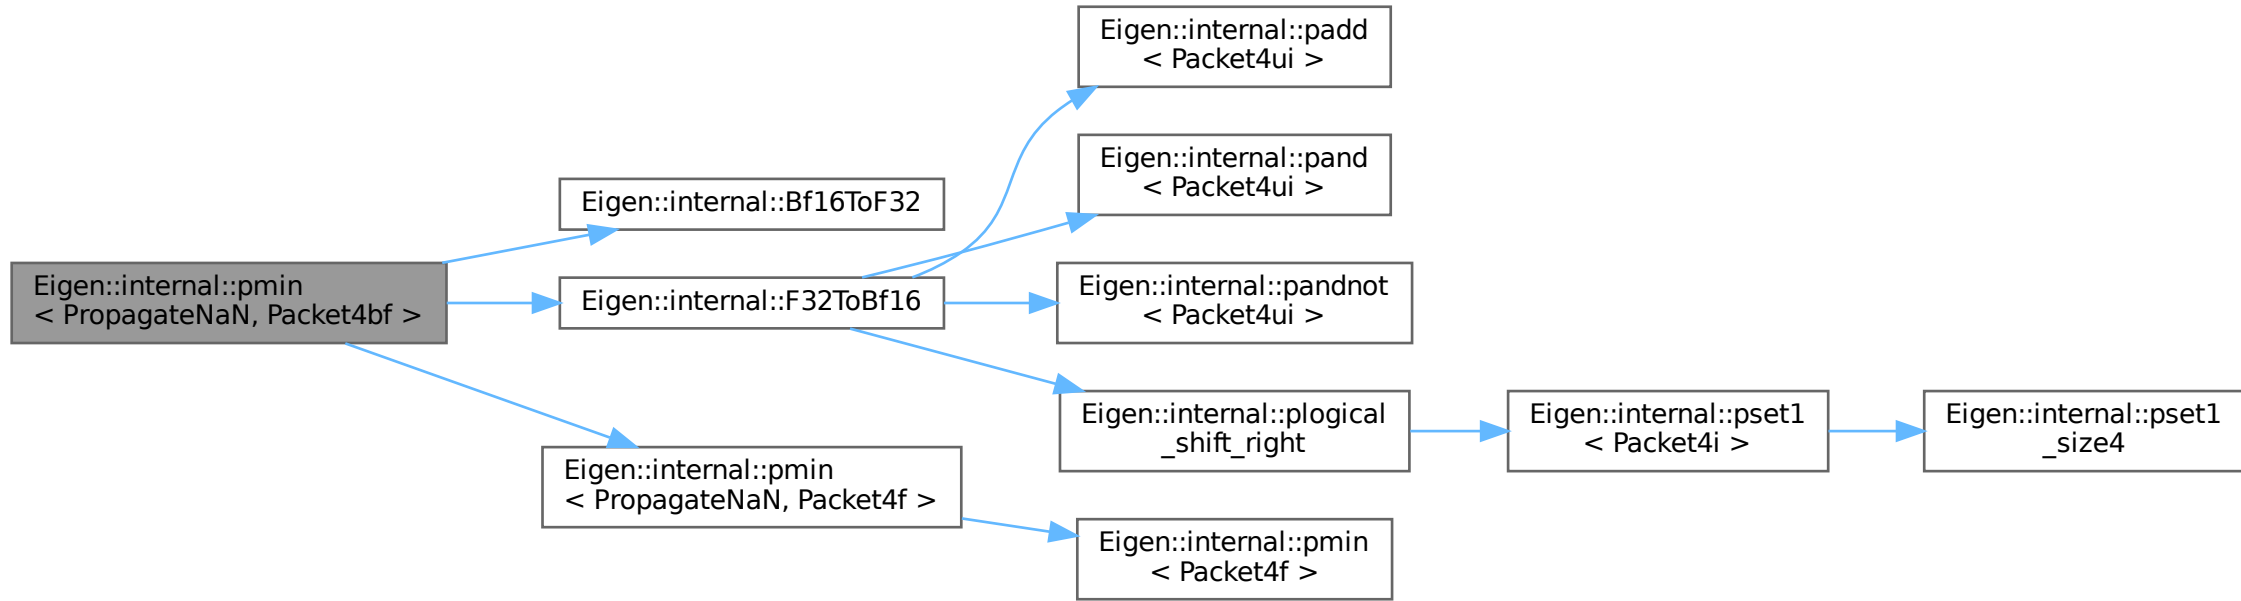 Eigen::internal::pmin
< PropagateNaN, Packet4bf >
Eigen::internal::Bf16ToF32
Eigen::internal::F32ToBf16
Eigen::internal::padd
< Packet4ui >
Eigen::internal::pand
< Packet4ui >
Eigen::internal::pandnot
< Packet4ui >
Eigen::internal::plogical
_shift_right
Eigen::internal::pset1
< Packet4i >
Eigen::internal::pset1
_size4
Eigen::internal::pmin
< PropagateNaN, Packet4f >
Eigen::internal::pmin
< Packet4f >